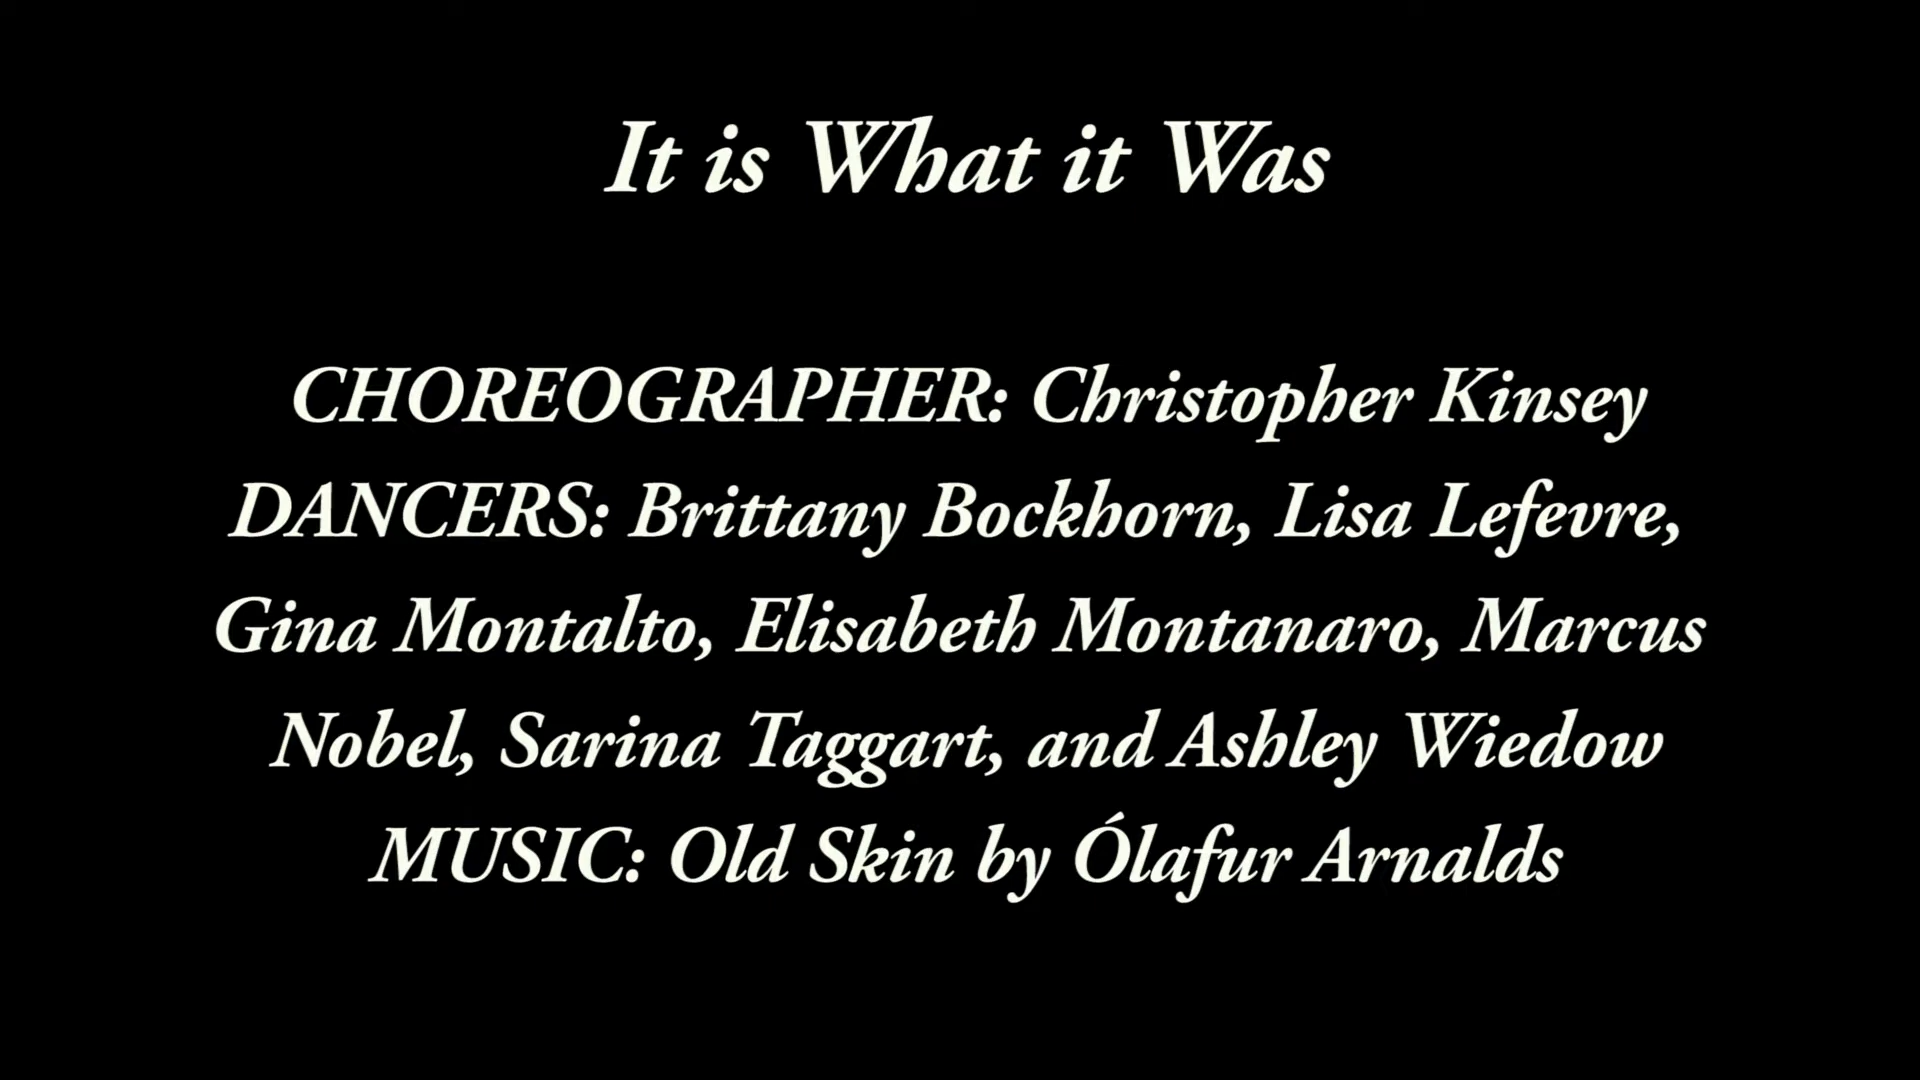 It is What it Was
CHOREOGRAPHER: Christopher Kinsey
DANCERS: Brittany Bockhorn, Lisa Lefevre,
Gina Montalto, Elisabeth Montanaro, Marcus
Nobel, Sarina Taggart, and Ashley Wiedow
MUSIC: Old Skin by Ólafur Arnalds